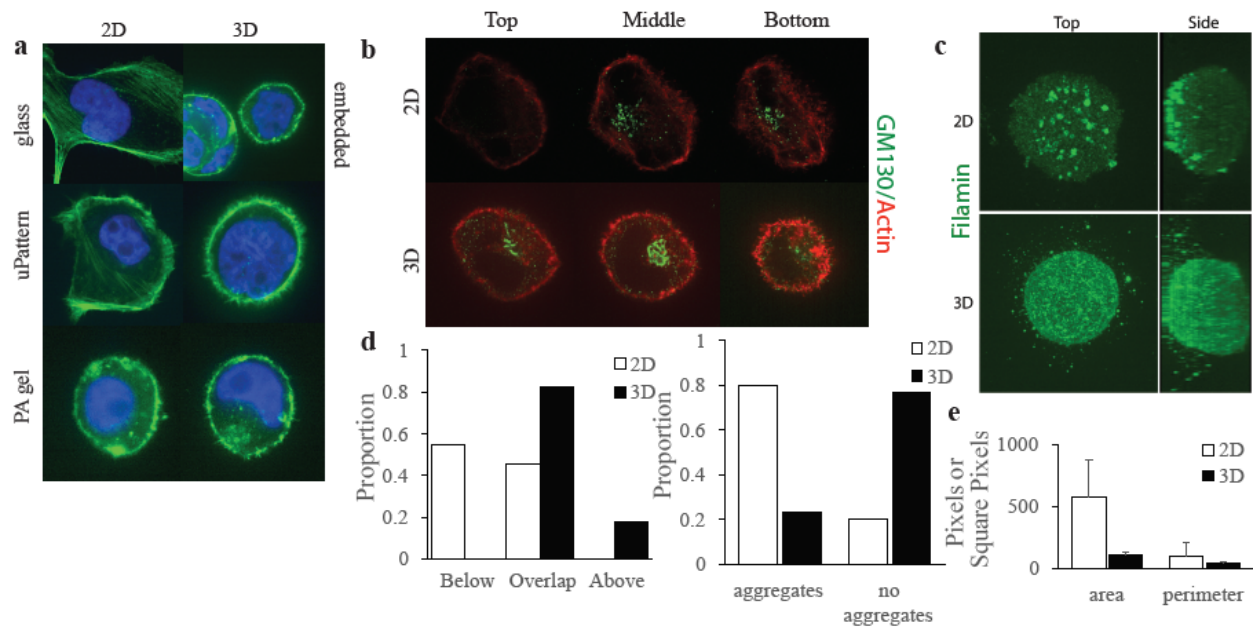 a
2D 3D
glass
embedded
uPattern
PA gel
b
Top Middle Bottom
2D
3D
GM130/Actin
c
Top Side
2D
3D
Filamin
d
Proportion
1
0.8
0.6
0.4
0.2
0
2D
3D
Below Overlap Above
Proportion
1
0.8
0.6
0.4
0.2
0
2D
3D
aggregates no
aggregates
e
Pixels or
Square Pixels
1000
500
0
2D
3D
area perimeter